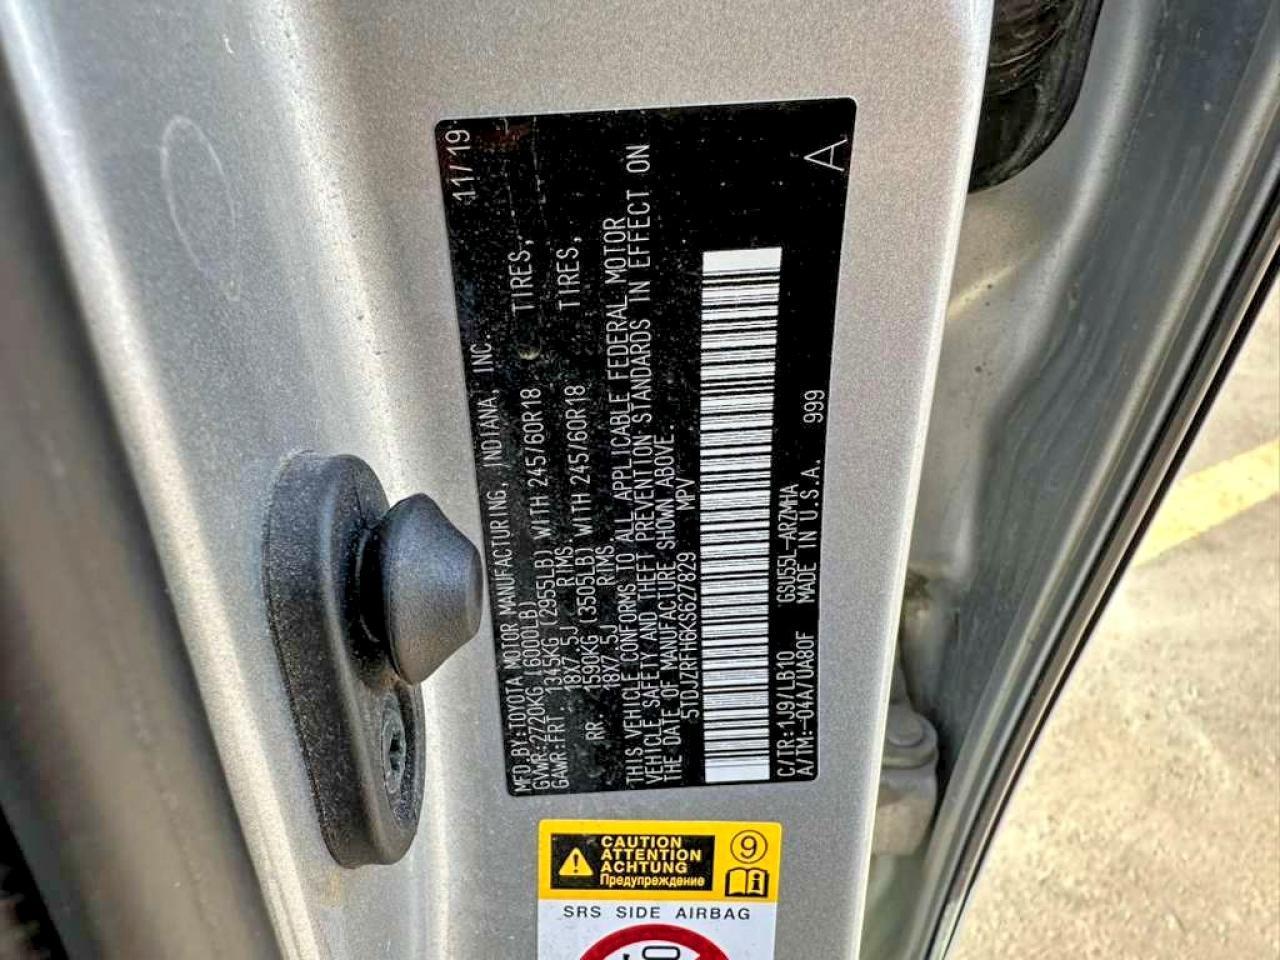 MFD.BY:TOYOTA MOTOR MANUFACTURING, INDIANA, INC. 11/19
GVWR:2720KG (6000LB)
GAWR:FRT. 1345KG (2955LB) WITH 245/60R18 TIRES,
18X7.5J RIMS
RR. 1590KG (3505LB) WITH 245/60R18 TIRES,
18X7.5J RIMS
THIS VEHICLE CONFORMS TO ALL APPLICABLE FEDERAL MOTOR
VEHICLE SAFETY AND THEFT PREVENTION STANDARDS IN EFFECT ON
THE DATE OF MANUFACTURE SHOWN ABOVE.
5TDJZRFH6KS627829 MPV
C/TR:1J9/LB10 GSU55L-ARZMHA
A/TM:-04A/UA80F MADE IN U.S.A. 999
A
CAUTION
ATTENTION
ACHTUNG
Предупреждение
9
i
SRS SIDE AIRBAG